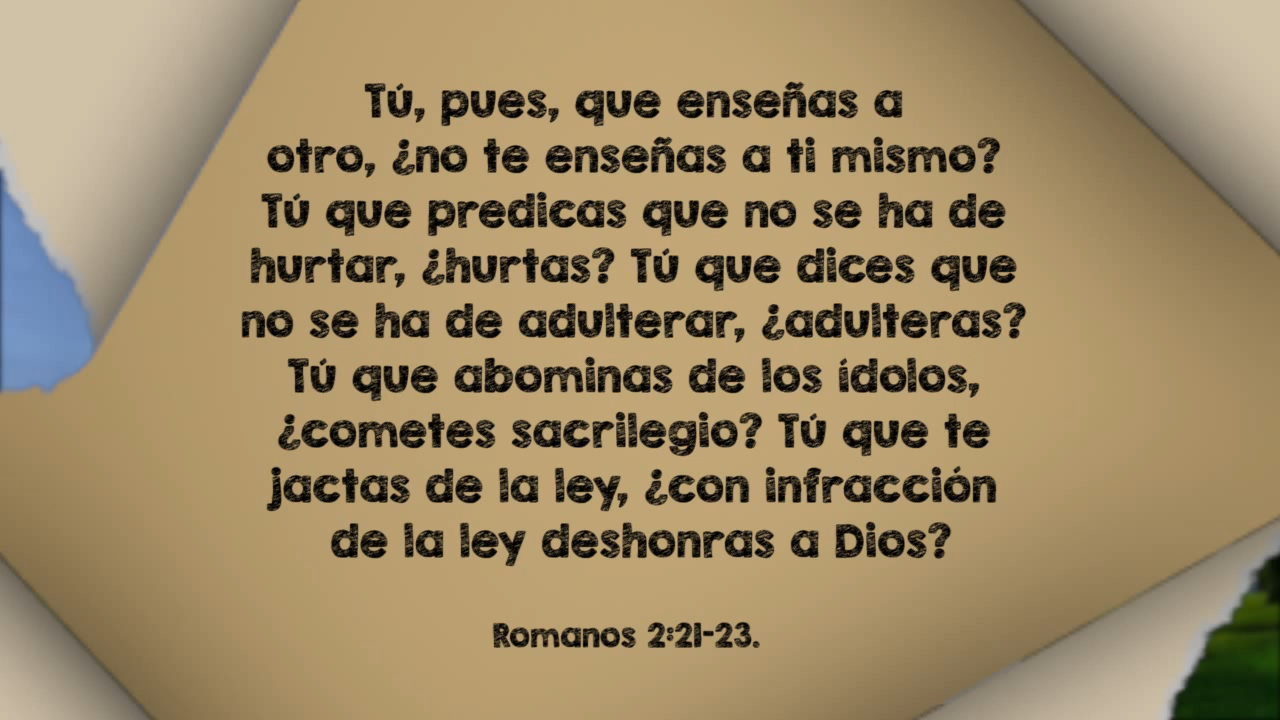 Tú, pues, que enseñas a
otro, ¿no te enseñas a ti mismo?
Tú que predicas que no se ha de
hurtar, ¿hurtas? Tú que dices que
no se ha de adulterar, ¿adulteras?
Tú que abominas de los ídolos,
¿cometes sacrilegio? Tú que te
jactas de la ley, ¿con infracción
de la ley deshonras a Dios?
Romanos 2:21-23.